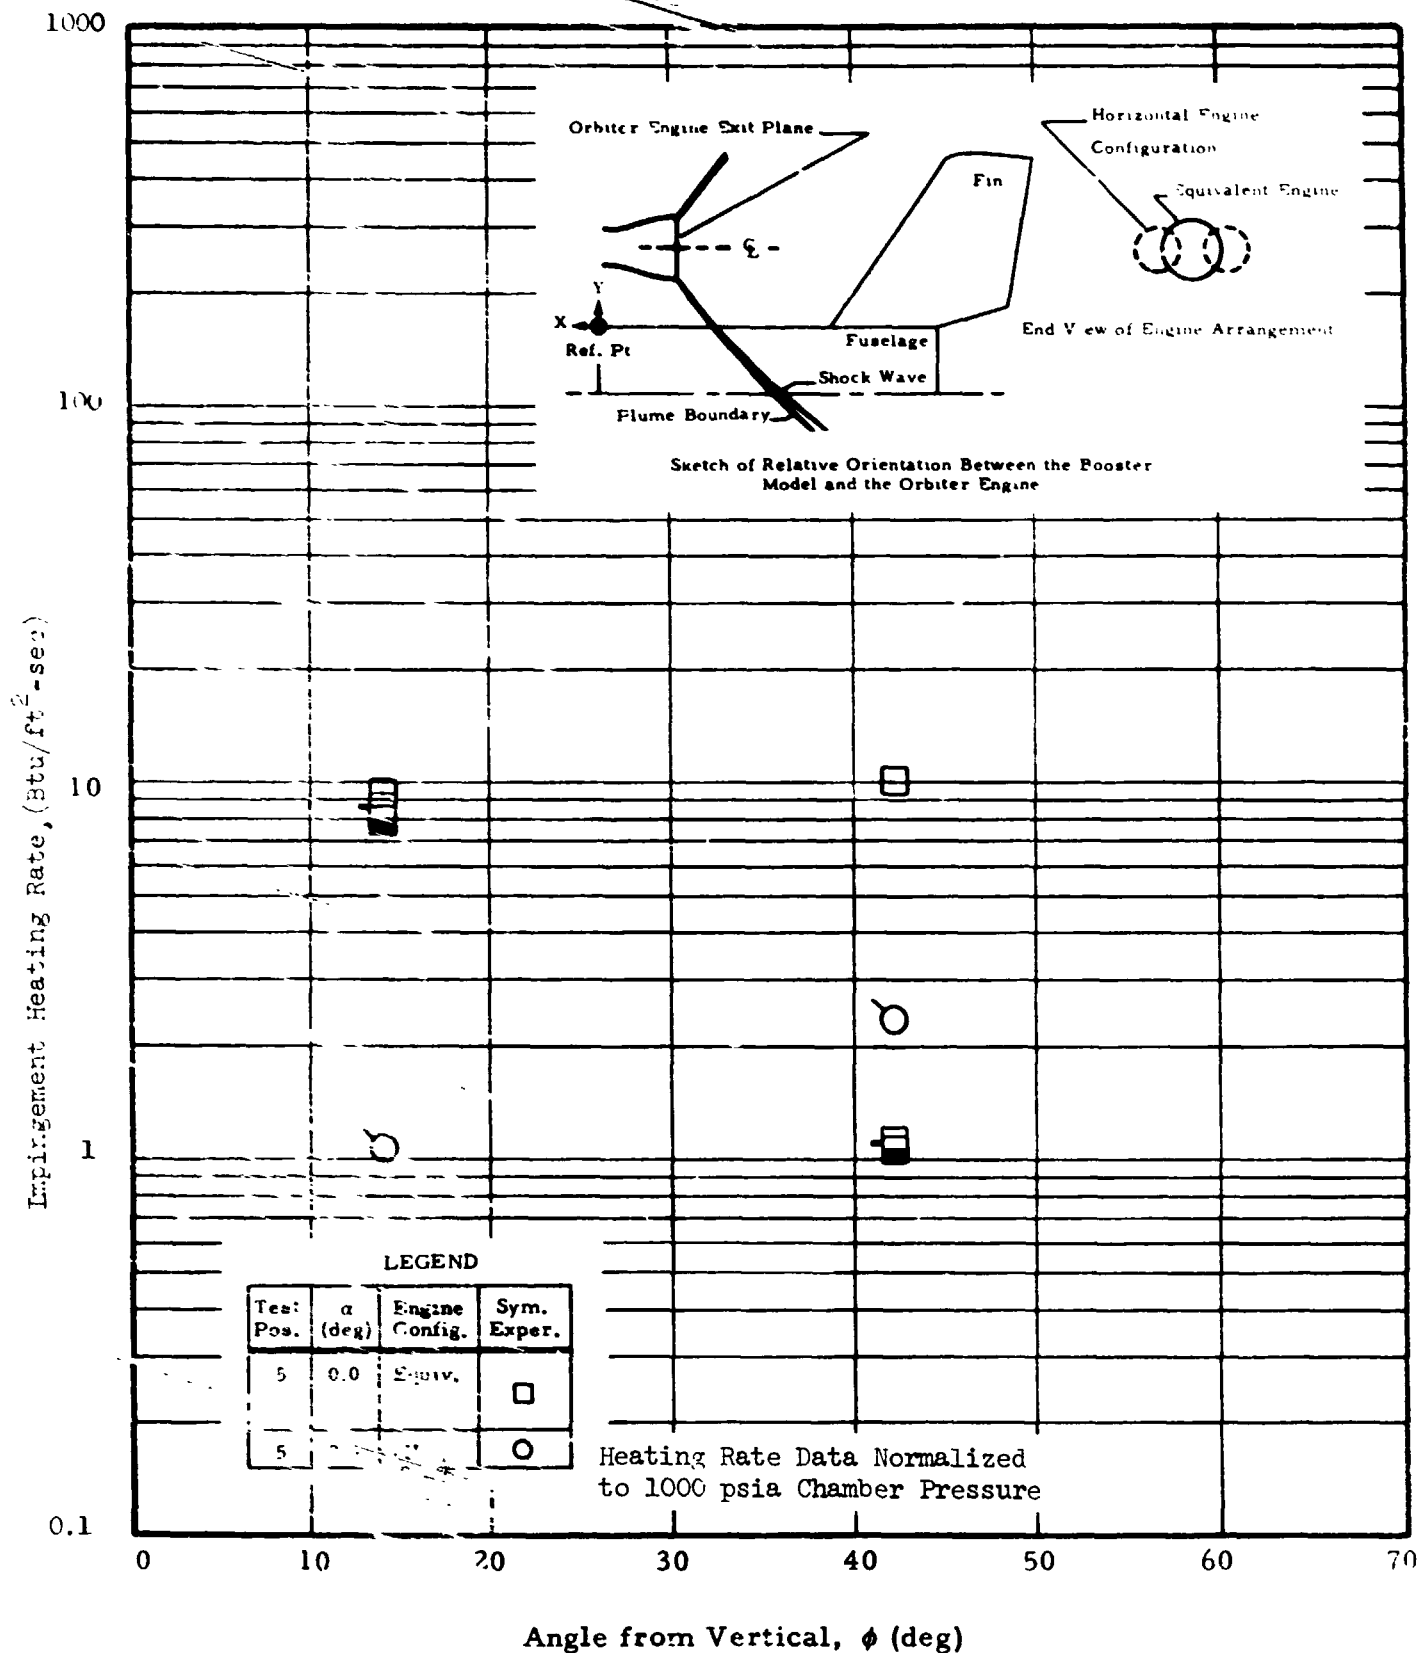 1000
100
10
1
0.1
Impingement Heating Rate, (Btu/ft²-sec)
Orbiter Engine Exit Plane
Horizontal Engine
Configuration
Fin
Equivalent Engine
℄
Y
X
Ref. Pt
Fuselage
End View of Engine Arrangement
Shock Wave
Plume Boundary
Sketch of Relative Orientation Between the Booster
Model and the Orbiter Engine
LEGEND
Test Pos. α (deg) Engine Config. Sym. Exper.
5 0.0 Equiv. □
5 ○
Heating Rate Data Normalized
to 1000 psia Chamber Pressure
0 10 20 30 40 50 60 70
Angle from Vertical, ϕ (deg)